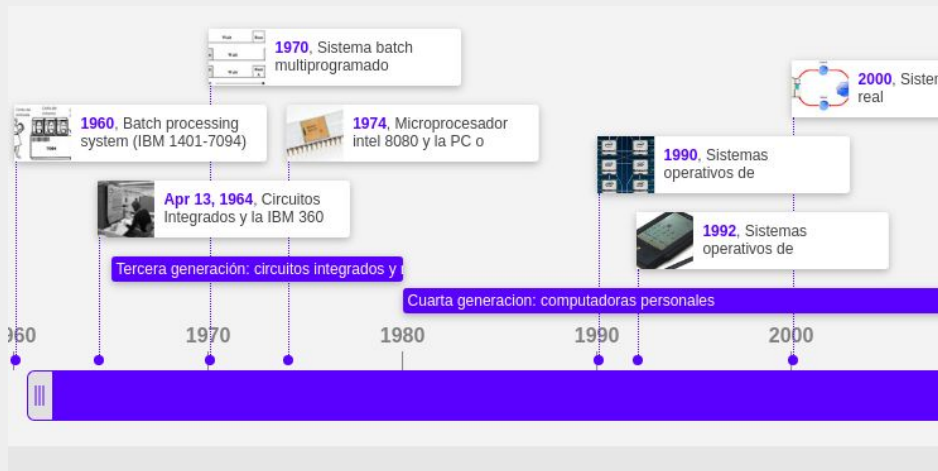 1970, Sistema batch
multiprogramado
2000, Sistem
real
1960, Batch processing
system (IBM 1401-7094)
1974, Microprocesador
intel 8080 y la PC o
1990, Sistemas
operativos de
Apr 13, 1964, Circuitos
Integrados y la IBM 360
1992, Sistemas
operativos de
Tercera generación: circuitos integrados y
Cuarta generacion: computadoras personales
960 1970 1980 1990 2000